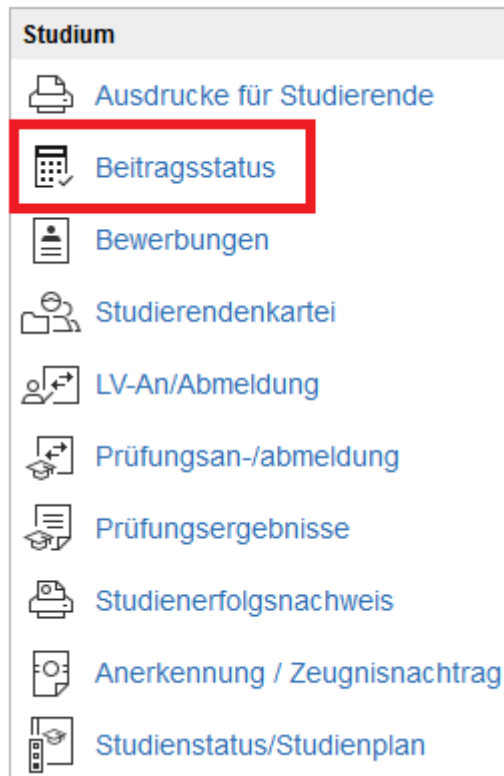 Studium
Ausdrucke für Studierende
Beitragsstatus
Bewerbungen
Studierendenkartei
LV-An/Abmeldung
Prüfungsan-/abmeldung
Prüfungsergebnisse
Studienerfolgsnachweis
Anerkennung / Zeugnisnachtrag
Studienstatus/Studienplan